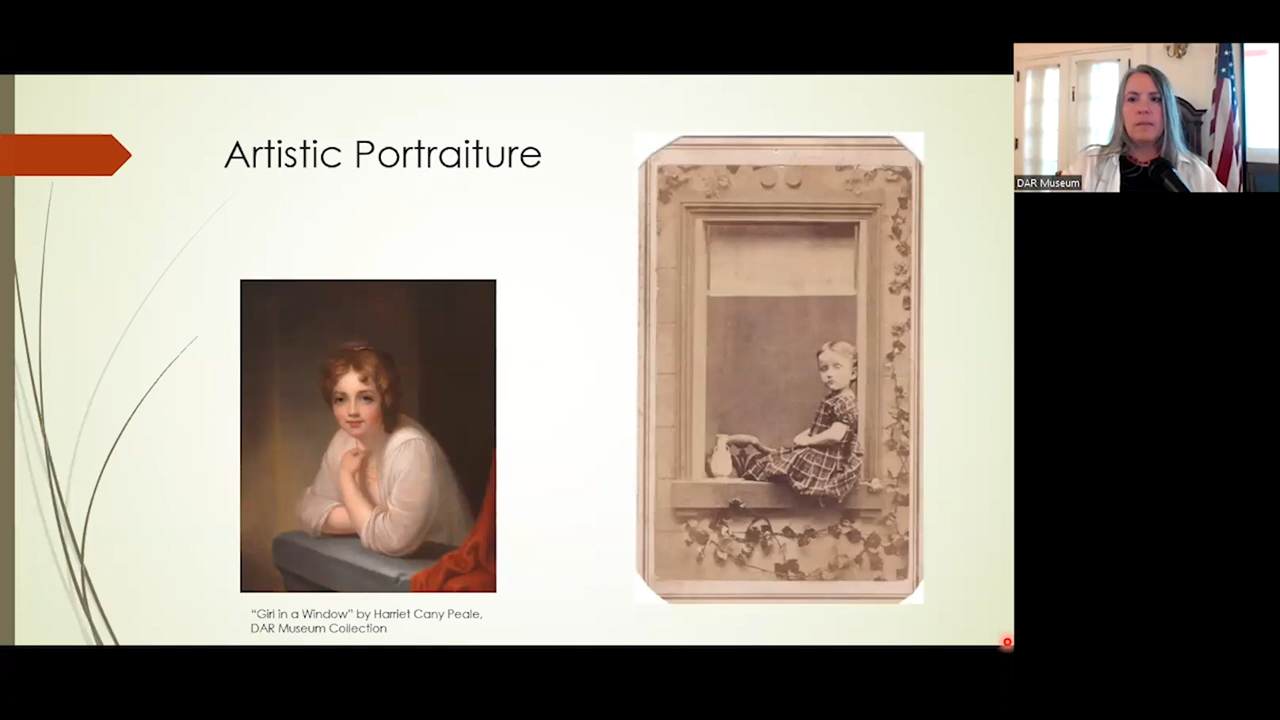 Artistic Portraiture
"Girl in a Window" by Harriet Cany Peale,
DAR Museum Collection
DAR Museum